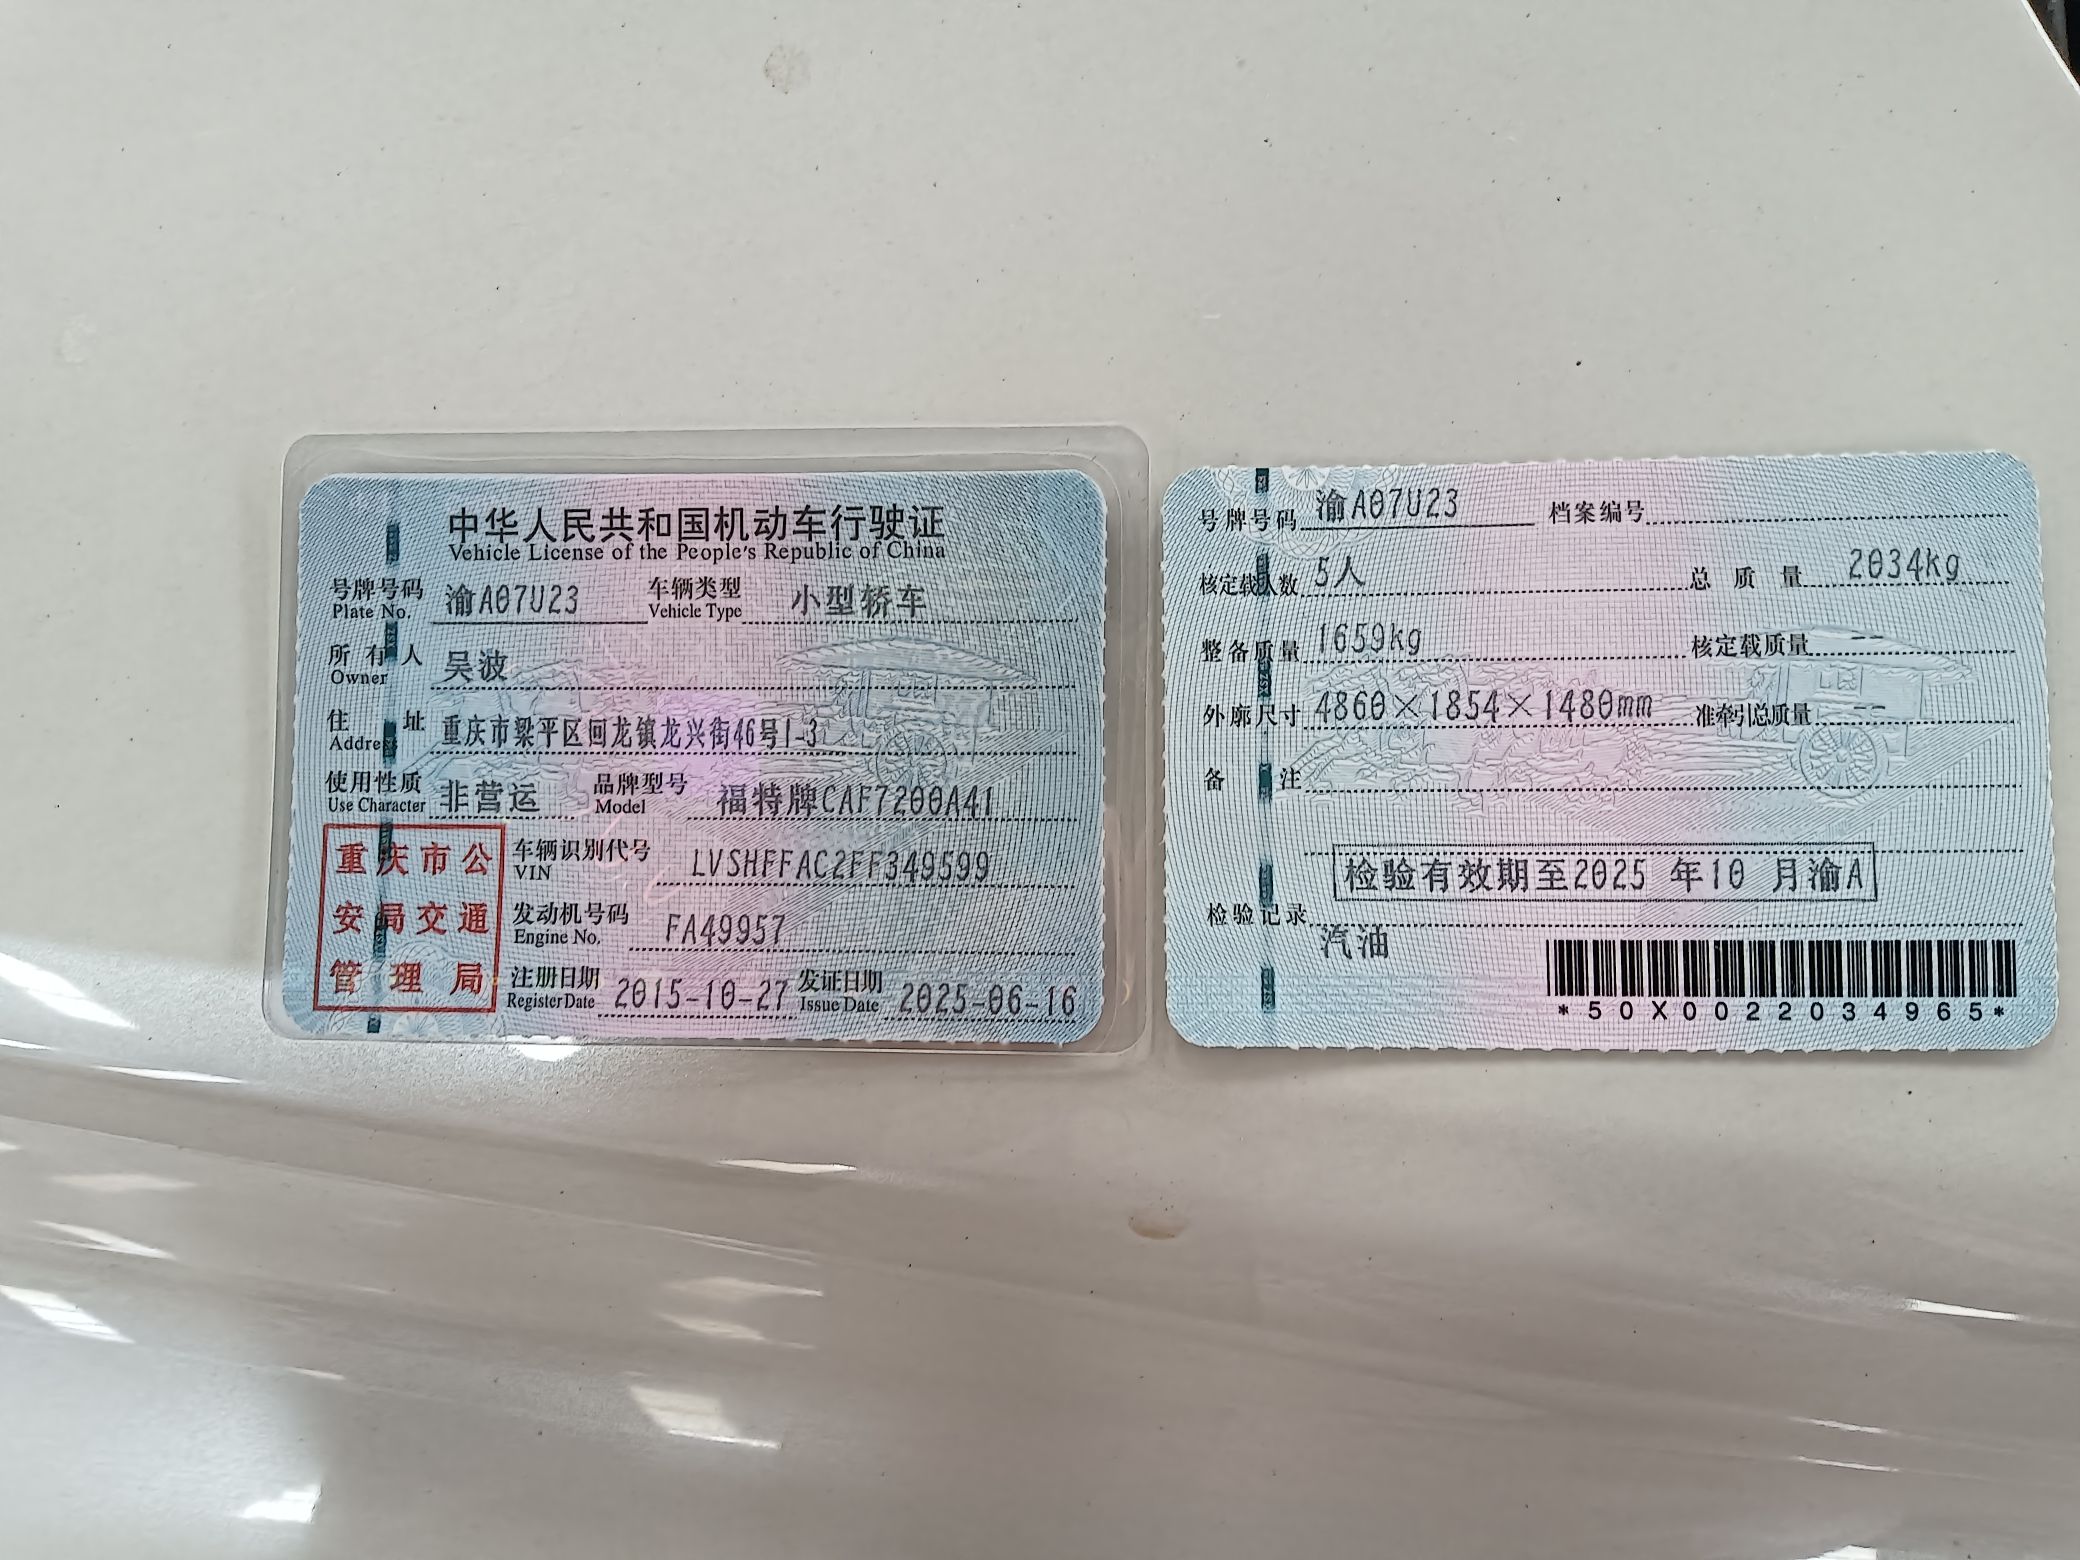 中华人民共和国机动车行驶证
Vehicle License of the People's Republic of China
号牌号码 渝A07U23 车辆类型 小型轿车
Plate No. Vehicle Type
所有人 吴波
Owner
住址 重庆市梁平区回龙镇龙兴街46号1-3
Address
使用性质 非营运 品牌型号 福特牌CAF7200A41
Use Character Model
重庆市公
安局交通
管理局
车辆识别代号 LVSHFFAC2FF349599
VIN
发动机号码 FA49957
Engine No.
注册日期 2015-10-27 发证日期 2025-06-16
Register Date Issue Date
号牌号码 渝A07U23 档案编号
核定载人数 5人 总质量 2034kg
整备质量 1659kg 核定载质量 --
外廓尺寸 4860×1854×1480mm 准牵引总质量 --
备注
检验有效期至2025 年10 月渝A
检验记录
汽油
*50X0022034965*